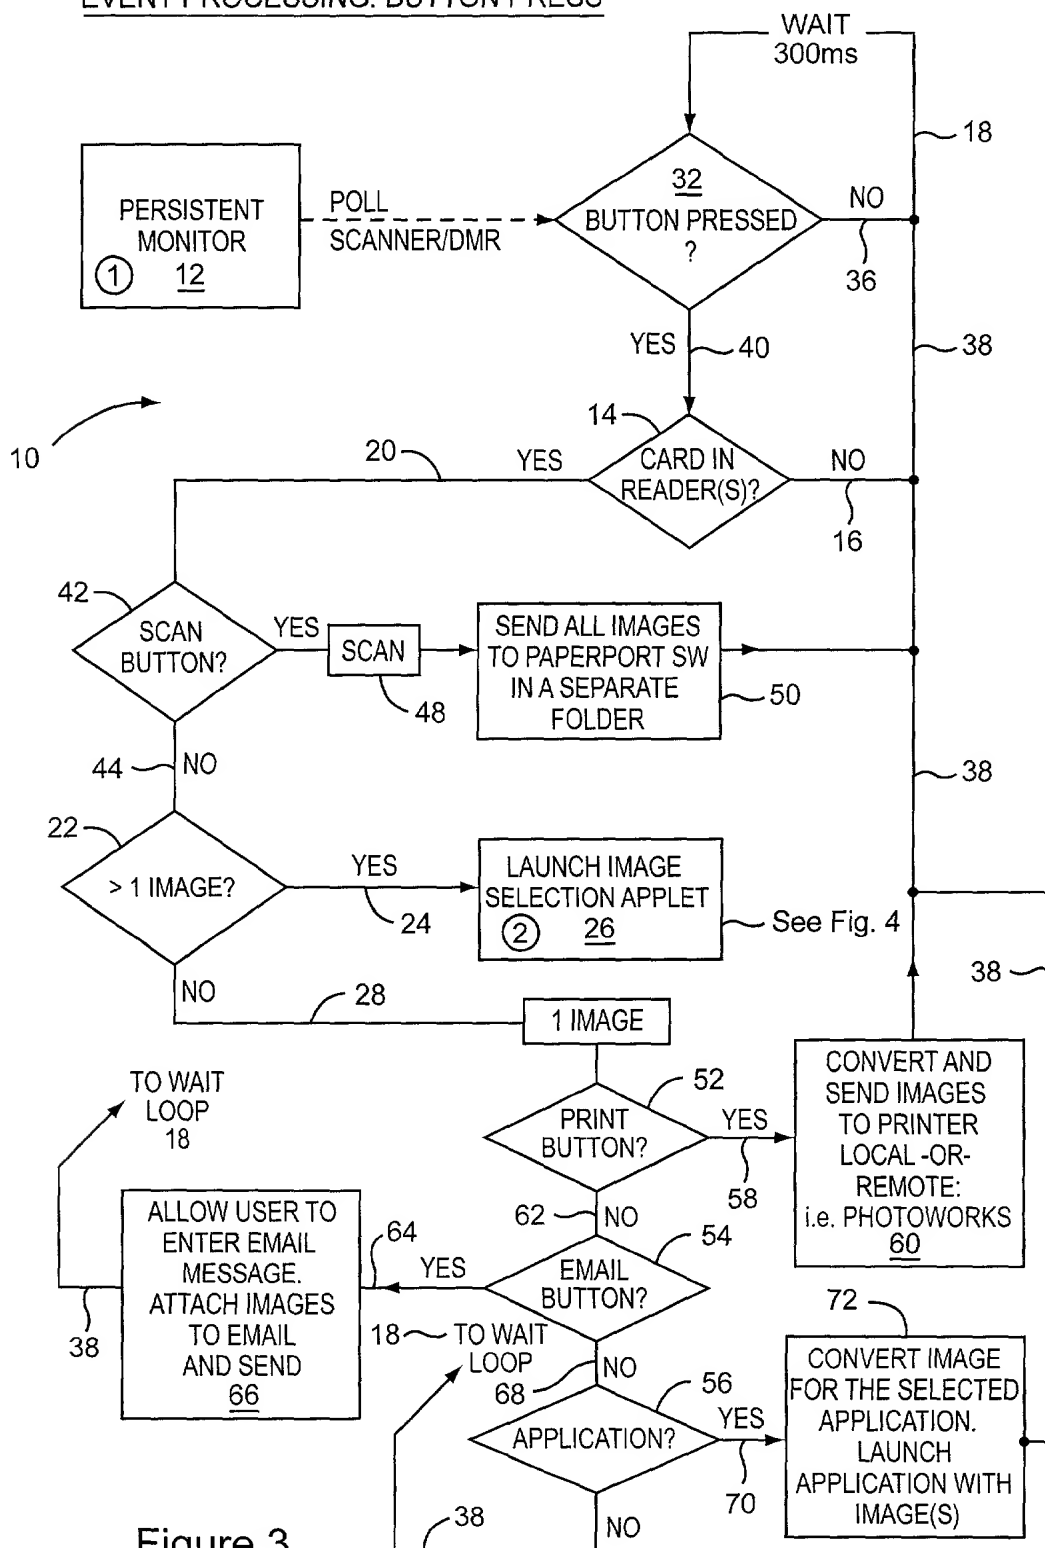 EVENT PROCESSING: BUTTON PRESS
WAIT
300ms
18
32
BUTTON PRESSED
?
NO
36
PERSISTENT
MONITOR
1 12
POLL
SCANNER/DMR
YES
40
38
10
14
CARD IN
READER(S)?
20
YES
NO
16
42
SCAN
BUTTON?
YES
SCAN
48
SEND ALL IMAGES
TO PAPERPORT SW
IN A SEPARATE
FOLDER
50
44
NO
38
22
> 1 IMAGE?
YES
24
LAUNCH IMAGE
SELECTION APPLET
2 26
See Fig. 4
38
NO
28
1 IMAGE
TO WAIT
LOOP
18
52
PRINT
BUTTON?
YES
58
CONVERT AND
SEND IMAGES
TO PRINTER
LOCAL -OR-
REMOTE:
i.e. PHOTOWORKS
60
62
NO
54
EMAIL
BUTTON?
YES
64
ALLOW USER TO
ENTER EMAIL
MESSAGE.
ATTACH IMAGES
TO EMAIL
AND SEND
66
38
18
TO WAIT
LOOP
68
NO
56
APPLICATION?
YES
70
72
CONVERT IMAGE
FOR THE SELECTED
APPLICATION.
LAUNCH
APPLICATION WITH
IMAGE(S)
38
NO
Figure 3